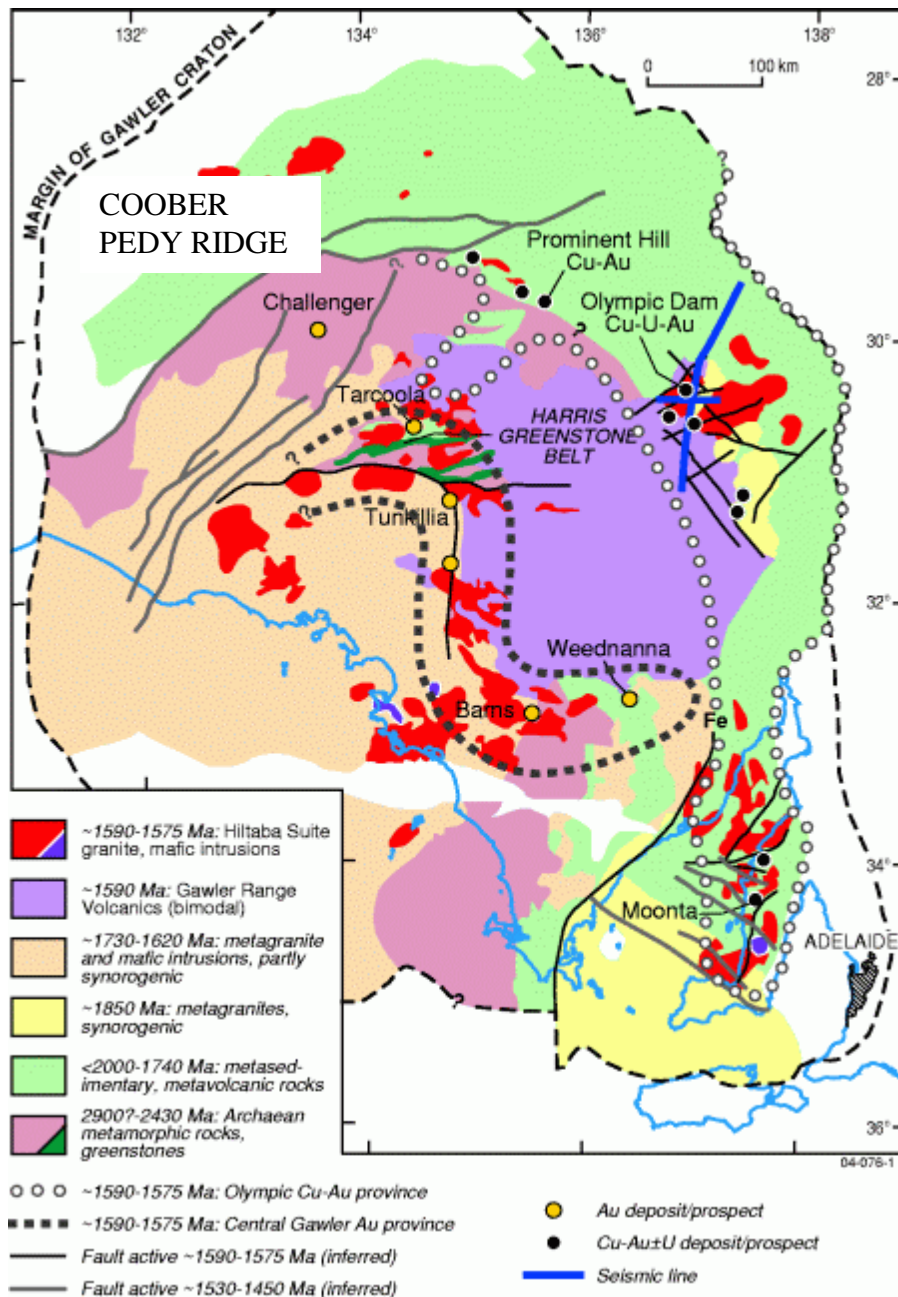 132°
134°
136°
138°
0
100 km
28°
MARGIN OF GAWLER CRATON
COOBER
PEDY RIDGE
Prominent Hill
Cu-Au
?
Challenger
Olympic Dam
Cu-U-Au
?
?
30°
Tarcoola
HARRIS
GREENSTONE
BELT
?
?
Tunkillia
32°
Weednanna
Barns
Fe
34°
Moonta
ADELAIDE
?
~1590-1575 Ma: Hiltaba Suite
granite, mafic intrusions
~1590 Ma: Gawler Range
Volcanics (bimodal)
~1730-1620 Ma: metagranite
and mafic intrusions, partly
synorogenic
~1850 Ma: metagranites,
synorogenic
<2000-1740 Ma: metased-
imentary, metavolcanic rocks
2900?-2430 Ma: Archaean
metamorphic rocks,
greenstones
36°
04-076-1
~1590-1575 Ma: Olympic Cu-Au province
~1590-1575 Ma: Central Gawler Au province
Fault active ~1590-1575 Ma (inferred)
Fault active ~1530-1450 Ma (inferred)
Au deposit/prospect
Cu-Au±U deposit/prospect
Seismic line